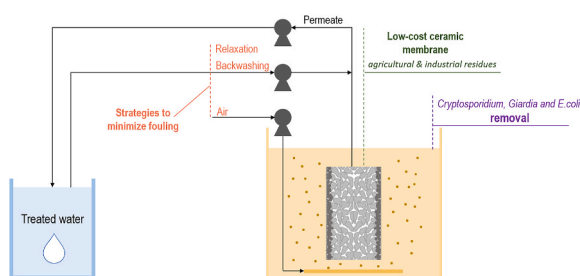 Permeate
Low-cost ceramic
membrane
agricultural & industrial residues
Relaxation
Backwashing
Cryptosporidium, Giardia and E.coli
removal
Strategies to
minimize fouling
Air
Treated water